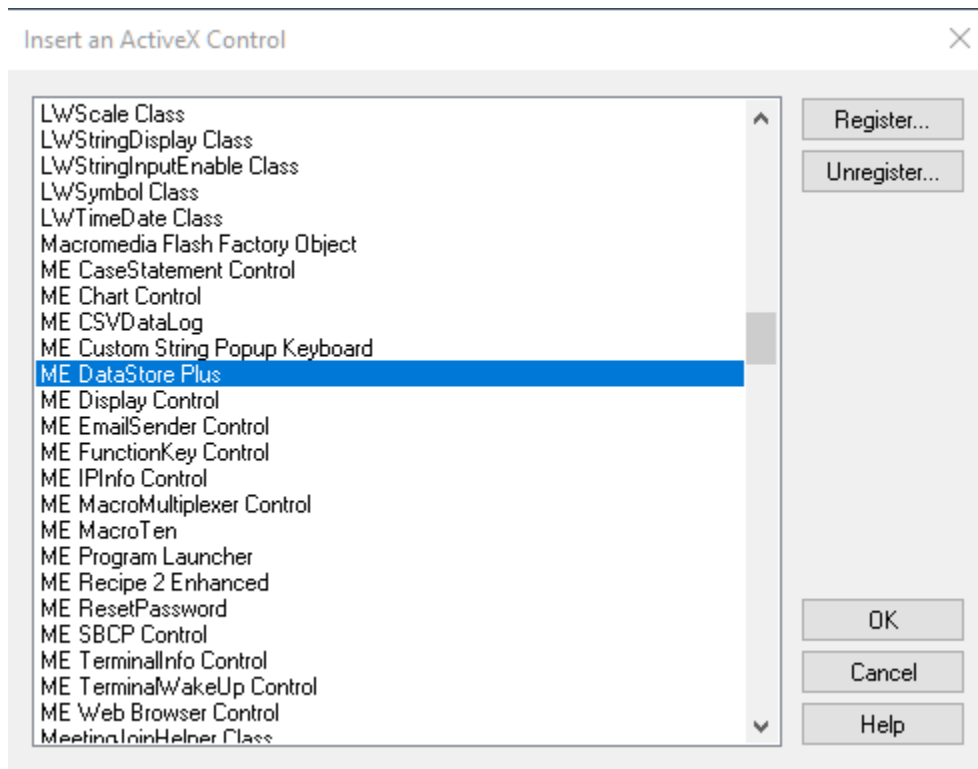 Insert an ActiveX Control
LWScale Class
LWStringDisplay Class
LWStringInputEnable Class
LWSymbol Class
LWTimeDate Class
Macromedia Flash Factory Object
ME CaseStatement Control
ME Chart Control
ME CSVDataLog
ME Custom String Popup Keyboard
ME DataStore Plus
ME Display Control
ME EmailSender Control
ME FunctionKey Control
ME IPInfo Control
ME MacroMultiplexer Control
ME MacroTen
ME Program Launcher
ME Recipe 2 Enhanced
ME ResetPassword
ME SBCP Control
ME TerminalInfo Control
ME TerminalWakeUp Control
ME Web Browser Control
MeetingJoinHelper Class
Register...
Unregister...
OK
Cancel
Help